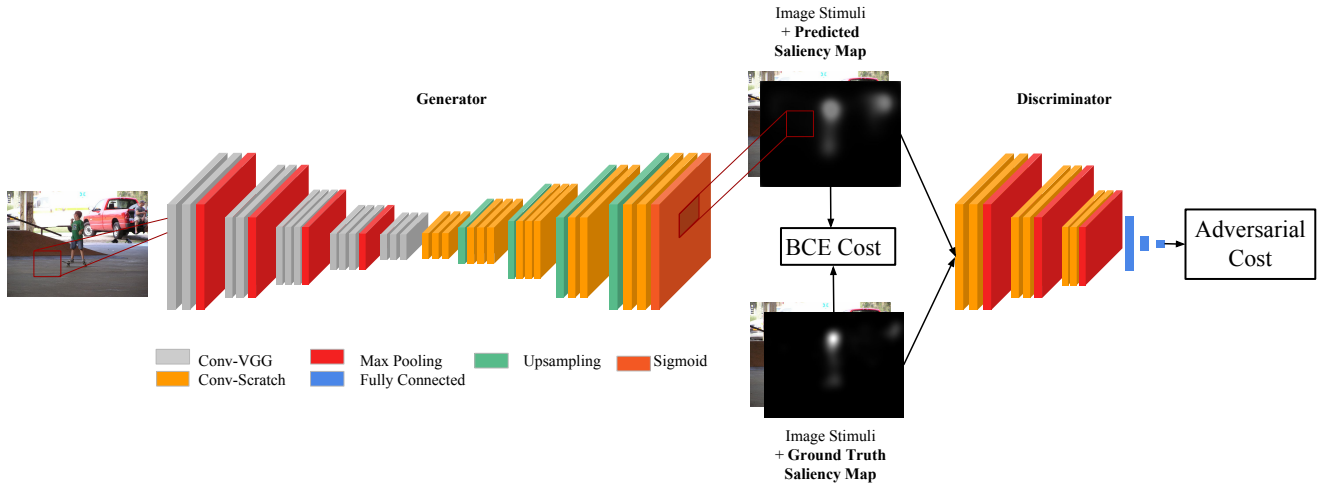 Image Stimuli
+ Predicted
Saliency Map
Generator
Discriminator
BCE Cost
Adversarial
Cost
Conv-VGG
Max Pooling
Upsampling
Sigmoid
Conv-Scratch
Fully Connected
Image Stimuli
+ Ground Truth
Saliency Map